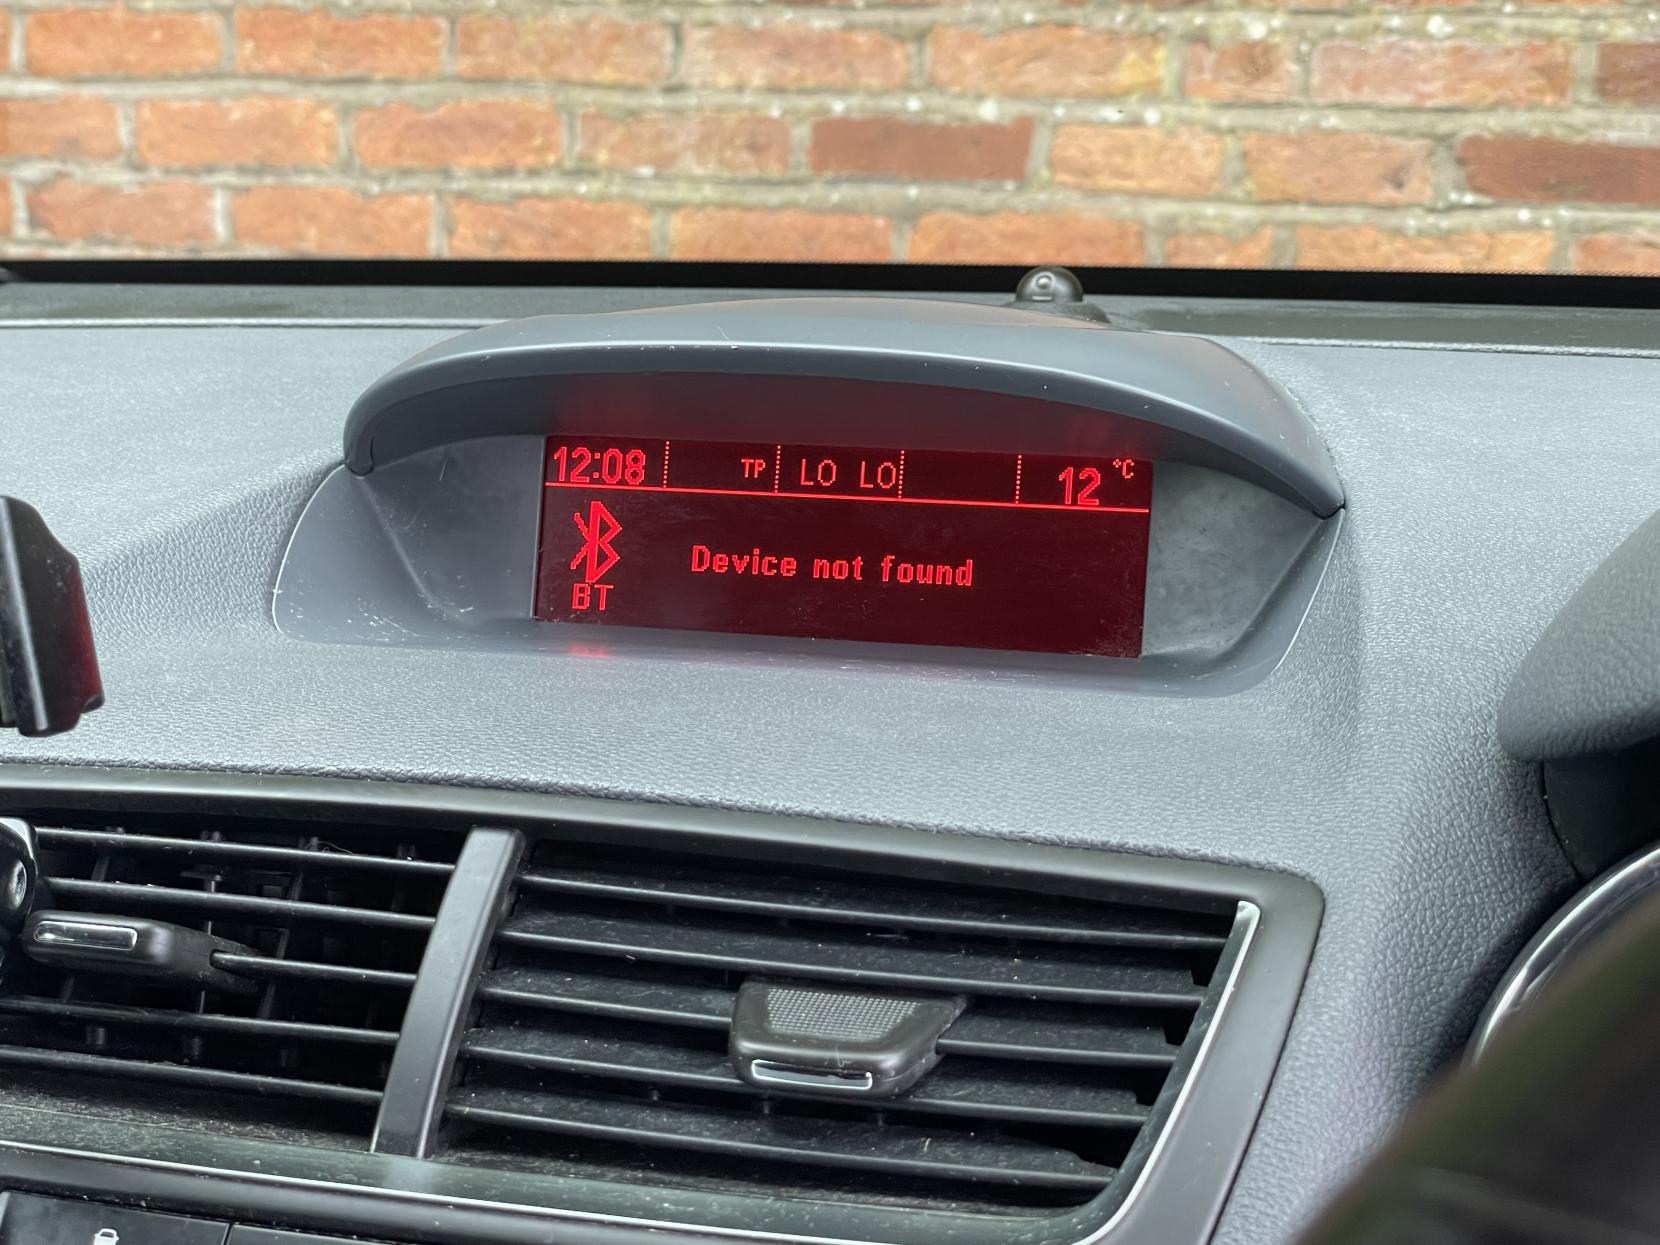 12:08 TP LO LO 12 °C
Device not found
BT